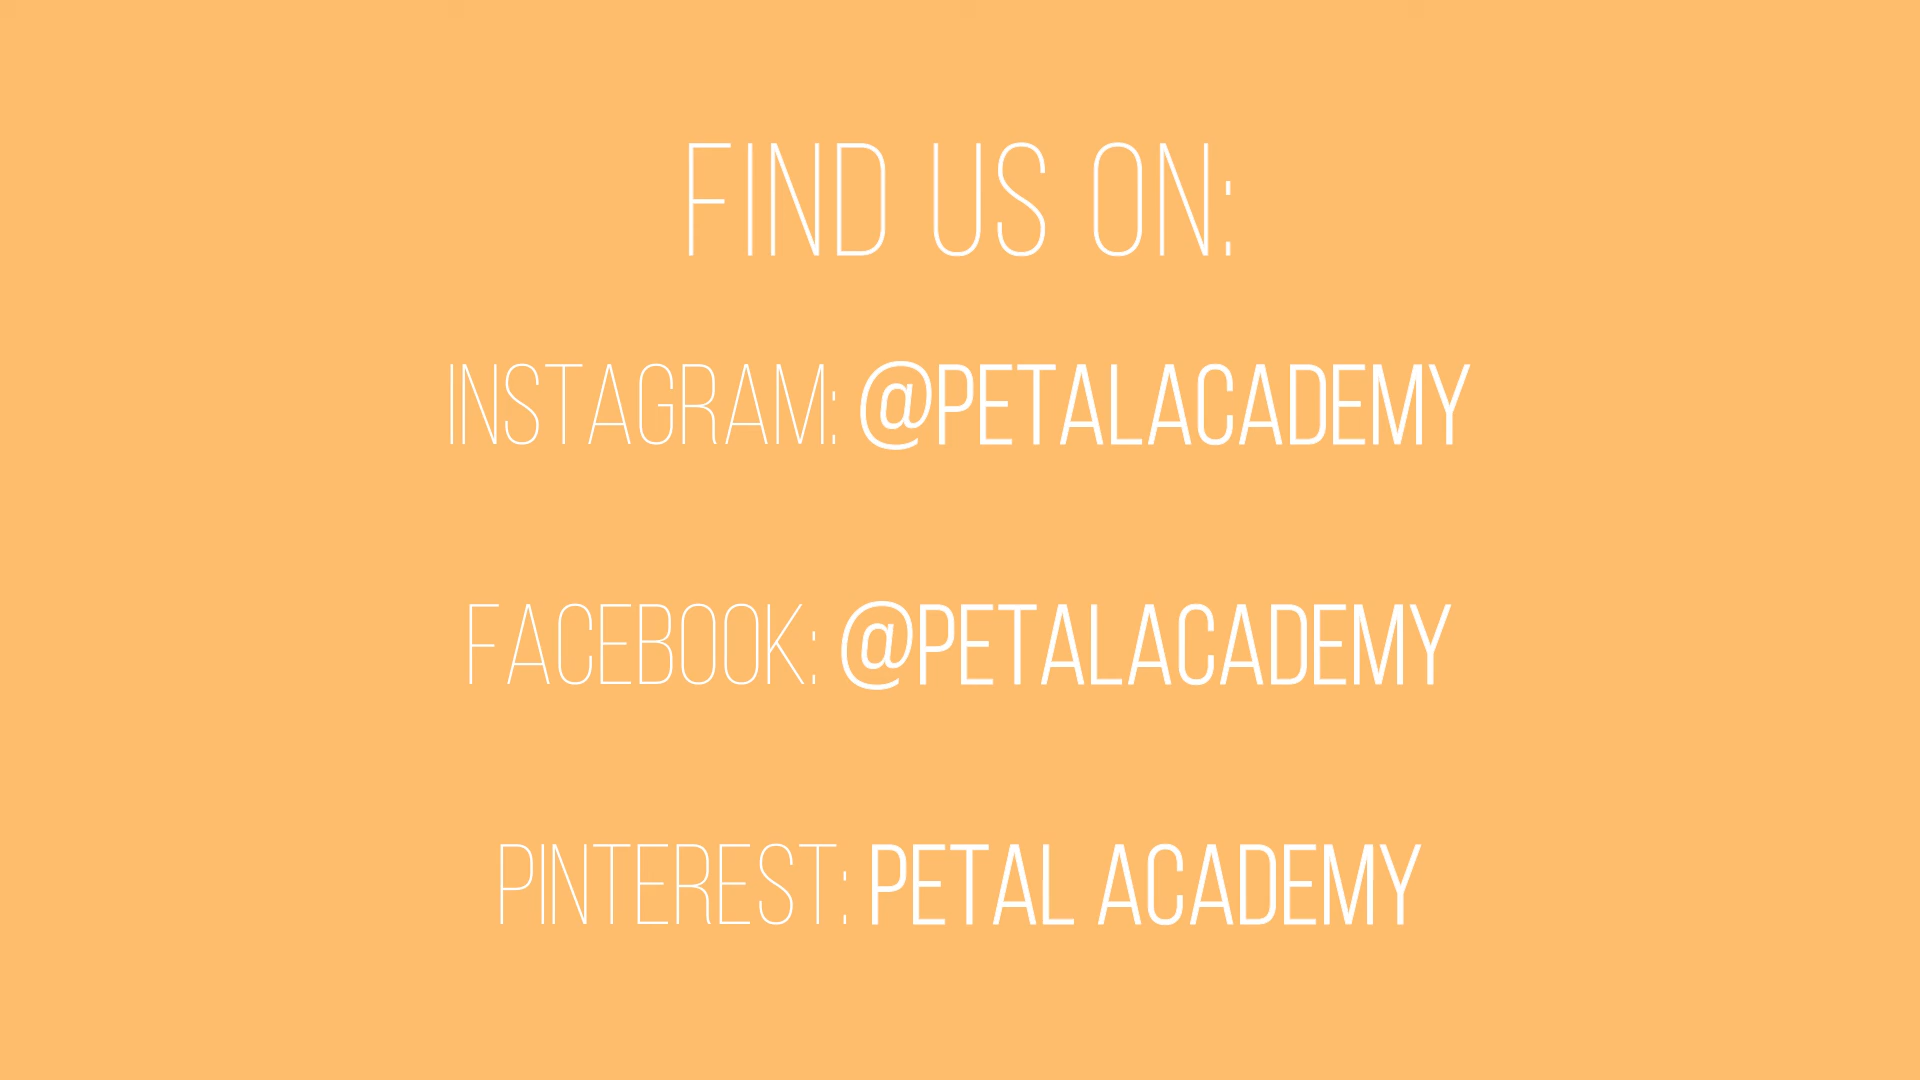 FIND US ON:
INSTAGRAM: @PETALACADEMY
FACEBOOK: @PETALACADEMY
PINTEREST: PETAL ACADEMY